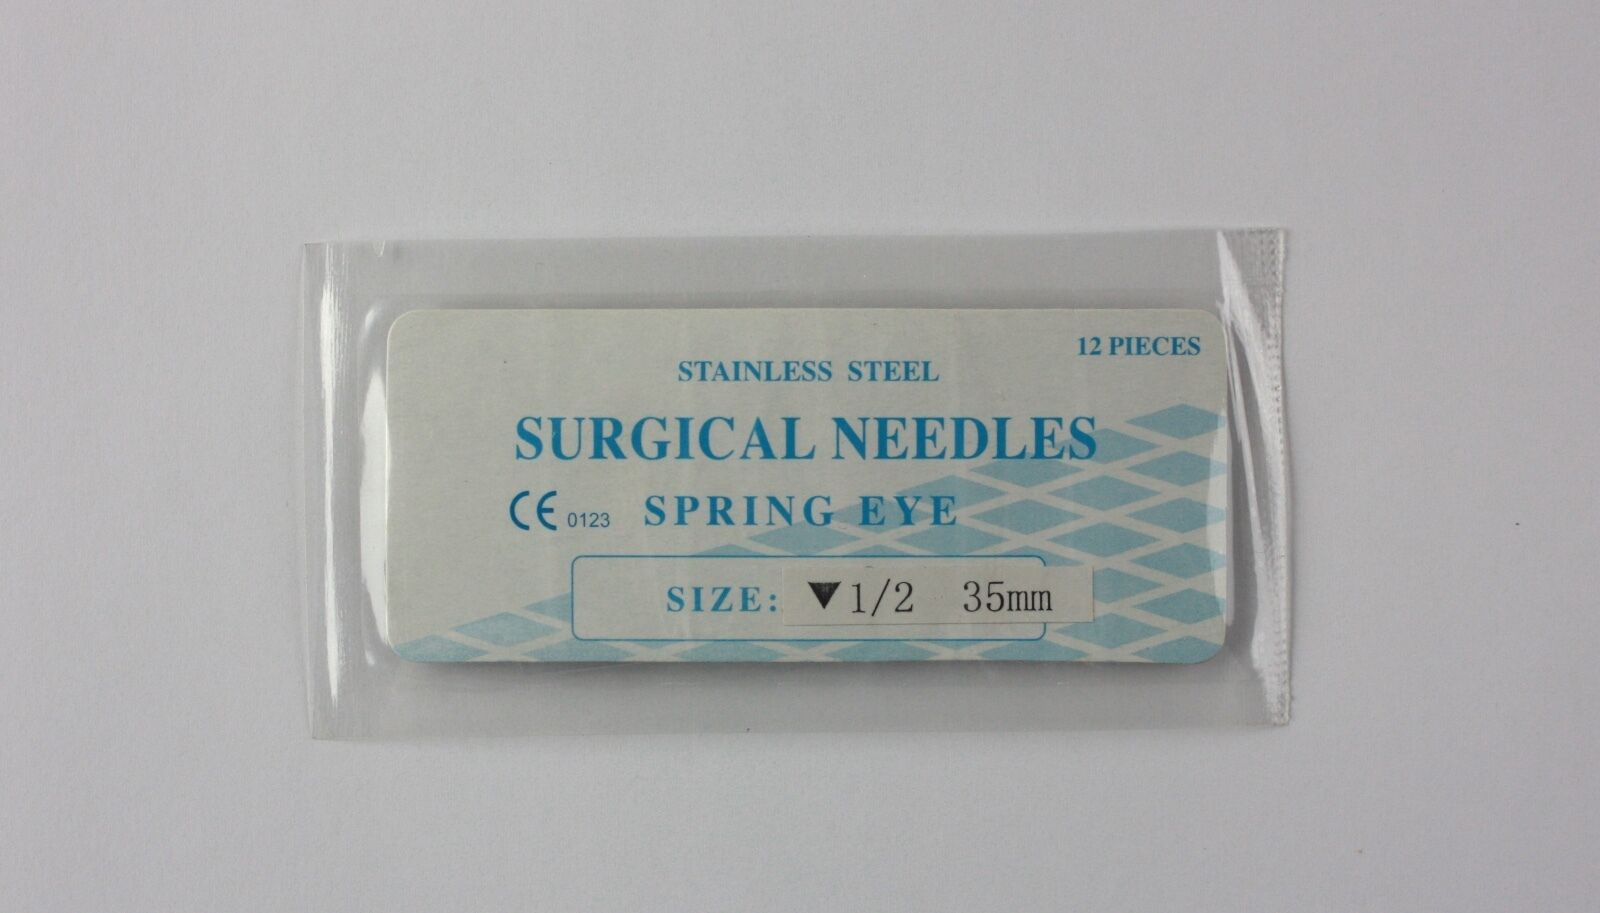 12 PIECES
STAINLESS STEEL
SURGICAL NEEDLES
CE 0123 SPRING EYE
SIZE: ▼1/2 35mm